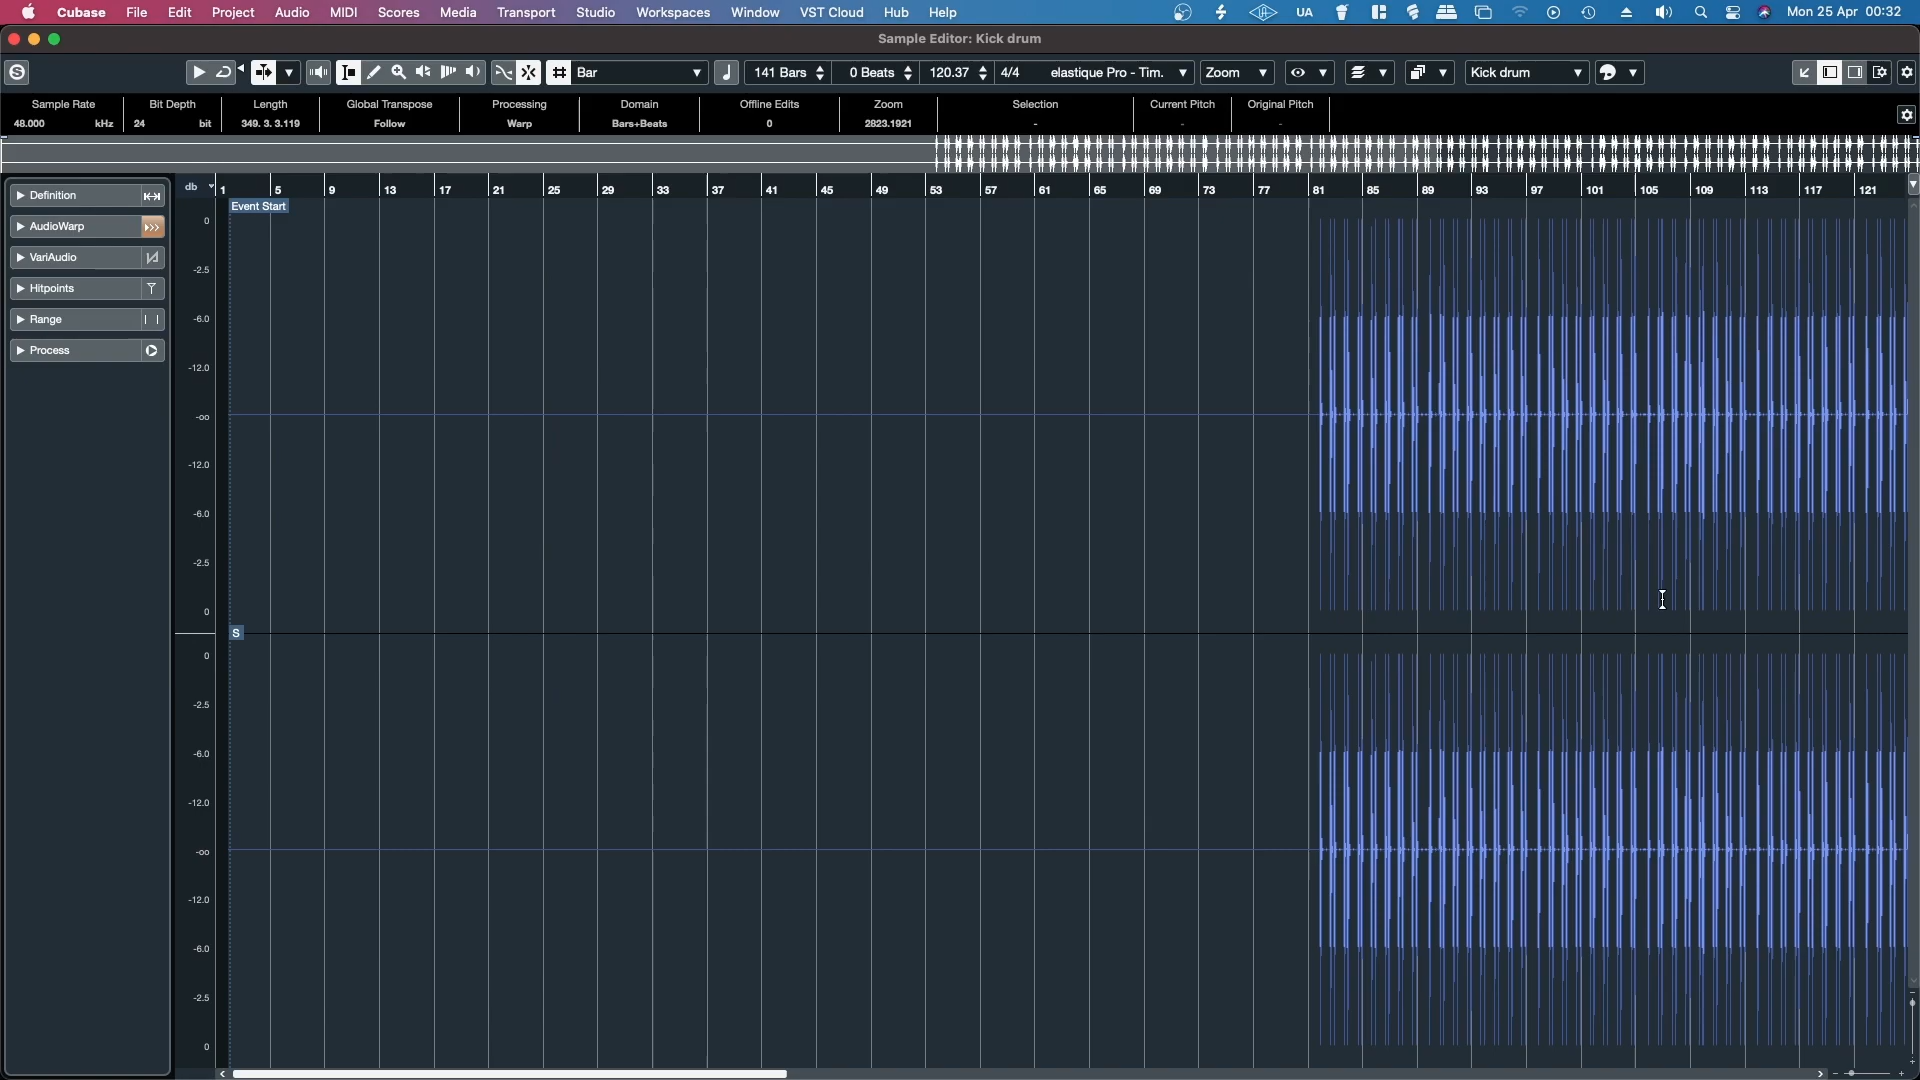 Cubase File Edit Project Audio MIDI Scores Media Transport Studio Workspaces Window VST Cloud Hub Help UA Mon 25 Apr 00:32
Sample Editor: Kick drum
S Bar 141 Bars 0 Beats 120.37 4/4 elastique Pro - Tim. Zoom Kick drum
Sample Rate Bit Depth Length Global Transpose Processing Domain Offline Edits Zoom Selection Current Pitch Original Pitch
48.000 kHz 24 bit 349. 3. 3.119 Follow Warp Bars+Beats 0 2823.1921 - - -
db 1 5 9 13 17 21 25 29 33 37 41 45 49 53 57 61 65 69 73 77 81 85 89 93 97 101 105 109 113 117 121
Definition
AudioWarp
VariAudio
Hitpoints
Range
Process
Event Start
0
-2.5
-6.0
-12.0
-oo
-12.0
-6.0
-2.5
0
S
0
-2.5
-6.0
-12.0
-oo
-12.0
-6.0
-2.5
0